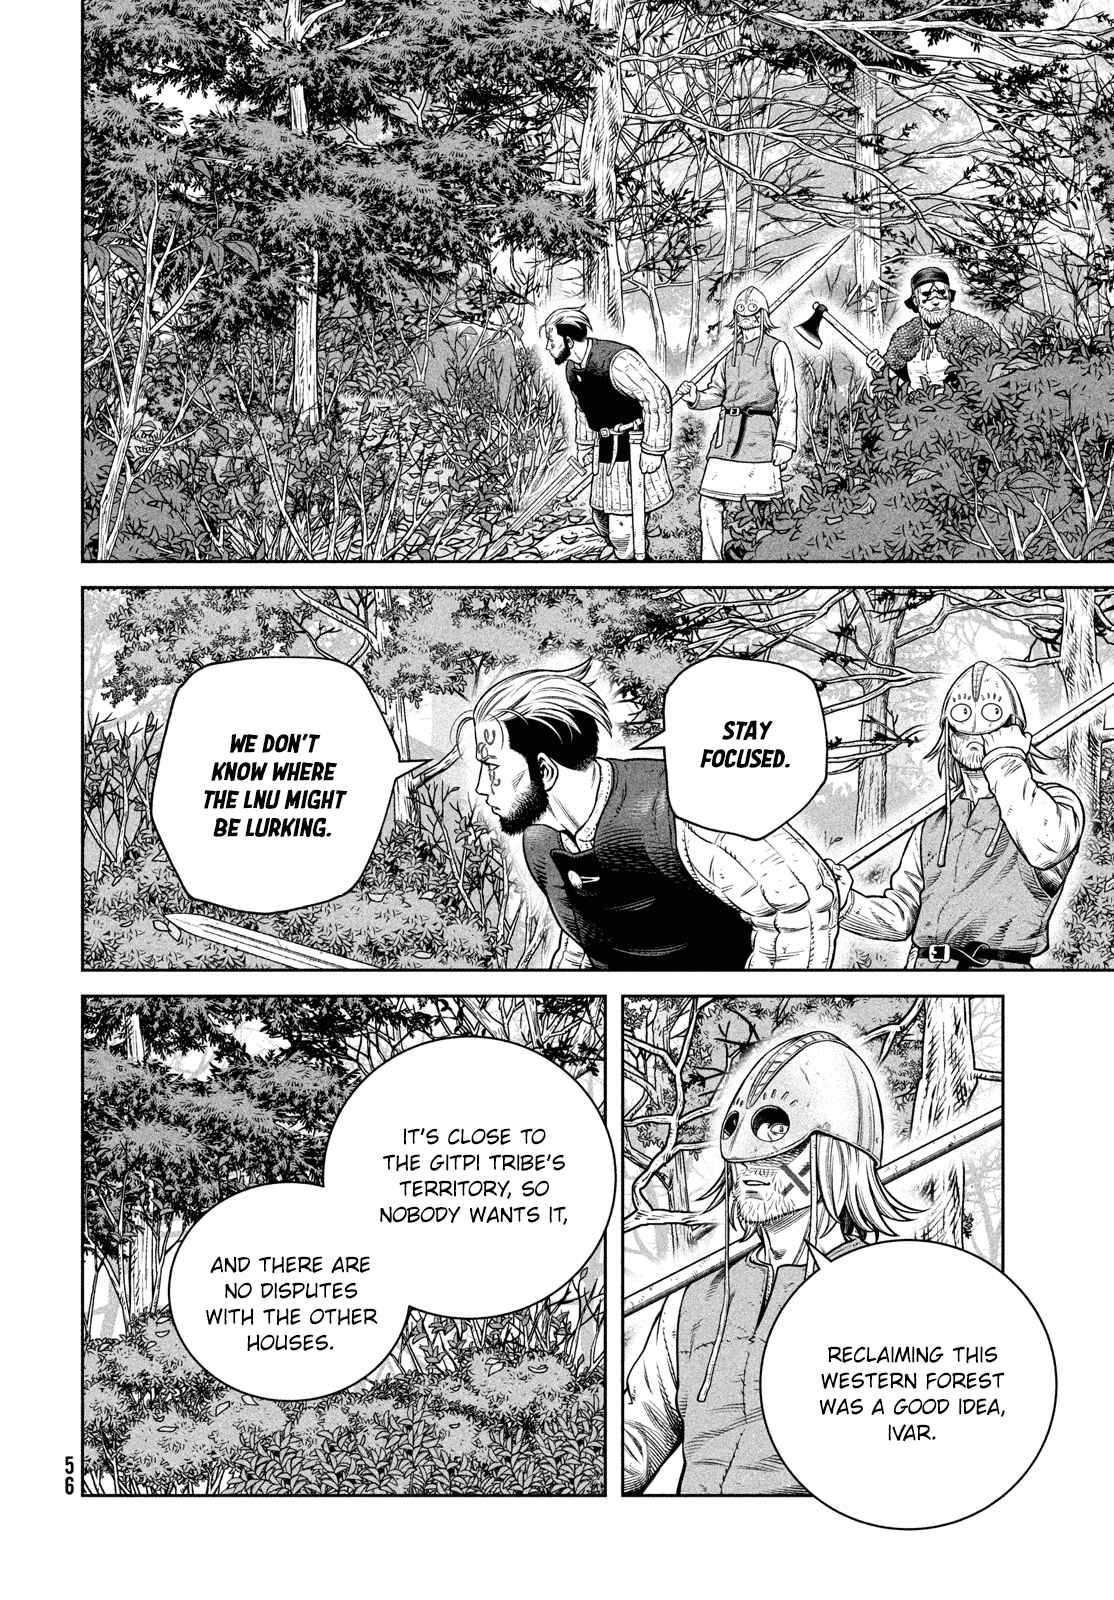 STAY
FOCUSED.
WE DON'T
KNOW WHERE
THE LNU MIGHT
BE LURKING.
RECLAIMING THIS
WESTERN FOREST
WAS A GOOD IDEA,
IVAR.
IT'S CLOSE TO
THE GITPI TRIBE'S
TERRITORY, SO
NOBODY WANTS IT,
AND THERE ARE
NO DISPUTES
WITH THE OTHER
HOUSES.
56